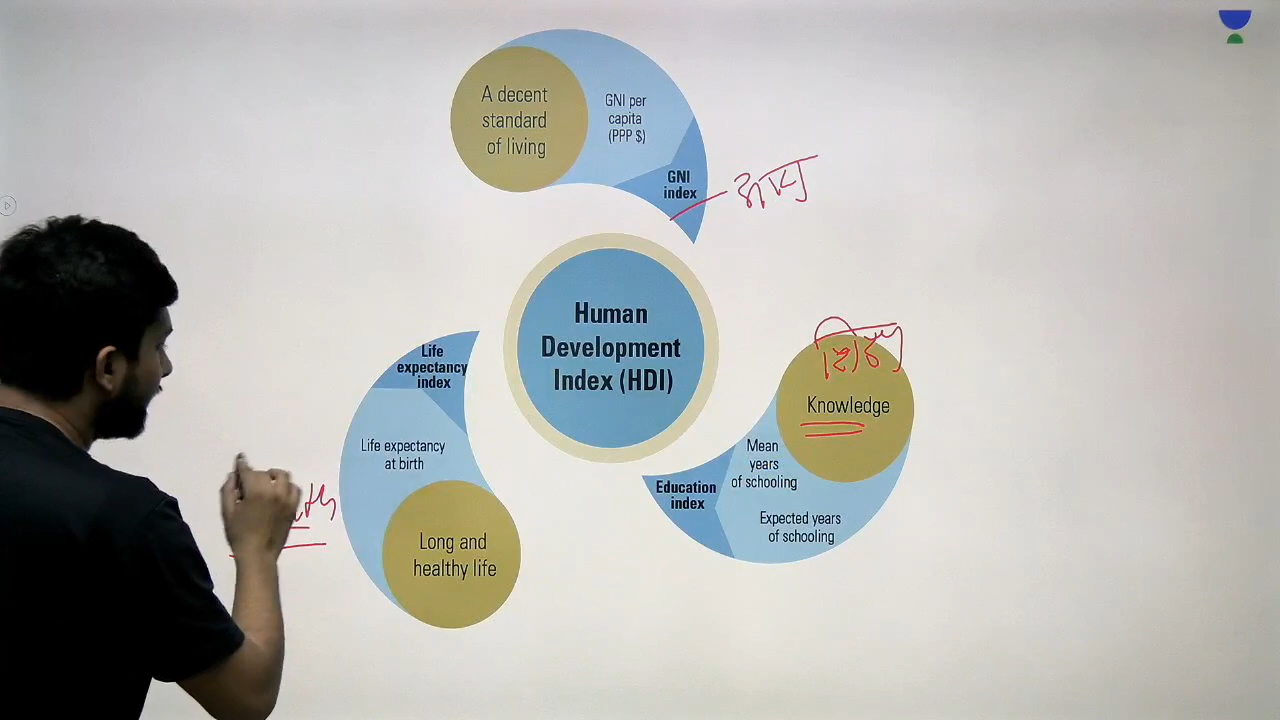 A decent
standard
of living
GNI per
capita
(PPP $)
GNI
index
Human
Development
Index (HDI)
Life
expectancy
index
Life expectancy
at birth
Long and
healthy life
Knowledge
Mean
years
of schooling
Expected years
of schooling
Education
index